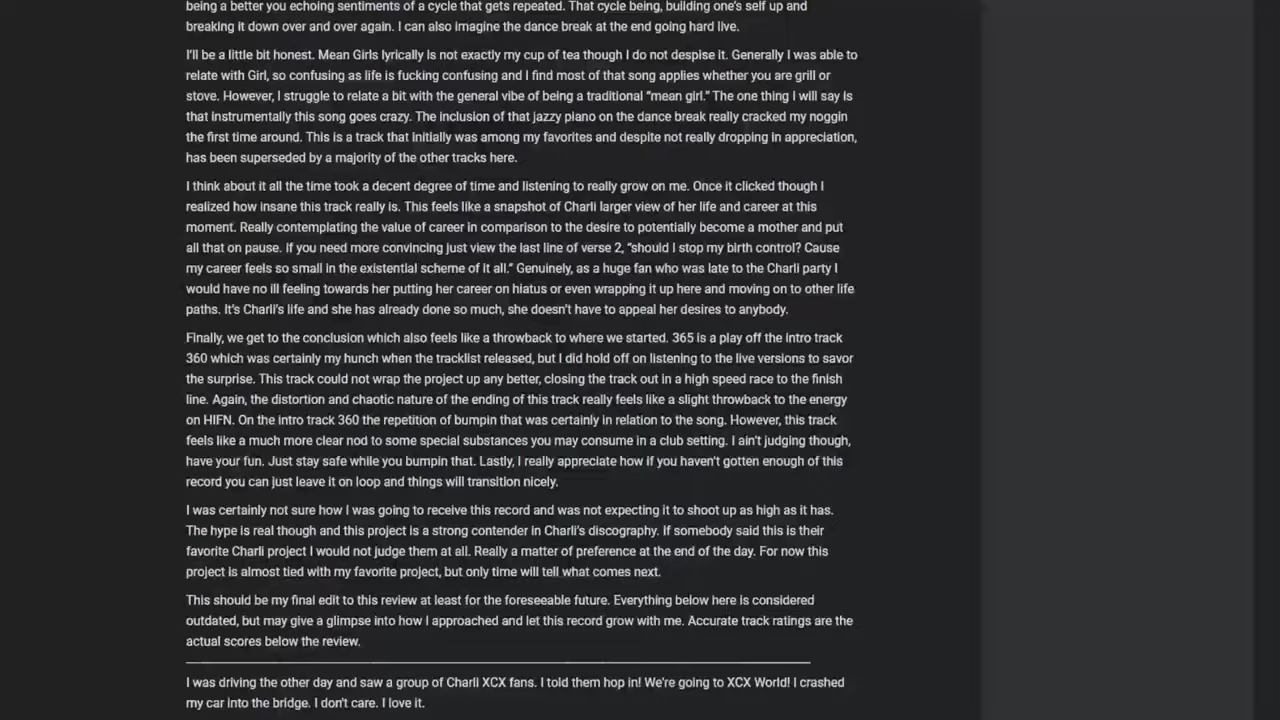 being a better you echoing sentiments of a cycle that gets repeated. That cycle being, building one's self up and
breaking it down over and over again. I can also imagine the dance break at the end going hard live.
I'll be a little bit honest. Mean Girls lyrically is not exactly my cup of tea though I do not despise it. Generally I was able to
relate with Girl, so confusing as life is fucking confusing and I find most of that song applies whether you are grill or
stove. However, I struggle to relate a bit with the general vibe of being a traditional "mean girl." The one thing I will say is
that instrumentally this song goes crazy. The inclusion of that jazzy piano on the dance break really cracked my noggin
the first time around. This is a track that initially was among my favorites and despite not really dropping in appreciation,
has been superseded by a majority of the other tracks here.
I think about it all the time took a decent degree of time and listening to really grow on me. Once it clicked though I
realized how insane this track really is. This feels like a snapshot of Charli larger view of her life and career at this
moment. Really contemplating the value of career in comparison to the desire to potentially become a mother and put
all that on pause. If you need more convincing just view the last line of verse 2, "should I stop my birth control? Cause
my career feels so small in the existential scheme of it all." Genuinely, as a huge fan who was late to the Charli party I
would have no ill feeling towards her putting her career on hiatus or even wrapping it up here and moving on to other life
paths. It's Charli's life and she has already done so much, she doesn't have to appeal her desires to anybody.
Finally, we get to the conclusion which also feels like a throwback to where we started. 365 is a play off the intro track
360 which was certainly my hunch when the tracklist released, but I did hold off on listening to the live versions to savor
the surprise. This track could not wrap the project up any better, closing the track out in a high speed race to the finish
line. Again, the distortion and chaotic nature of the ending of this track really feels like a slight throwback to the energy
on HIFN. On the intro track 360 the repetition of bumpin that was certainly in relation to the song. However, this track
feels like a much more clear nod to some special substances you may consume in a club setting. I ain't judging though,
have your fun. Just stay safe while you bumpin that. Lastly, I really appreciate how if you haven't gotten enough of this
record you can just leave it on loop and things will transition nicely.
I was certainly not sure how I was going to receive this record and was not expecting it to shoot up as high as it has.
The hype is real though and this project is a strong contender in Charli's discography. If somebody said this is their
favorite Charli project I would not judge them at all. Really a matter of preference at the end of the day. For now this
project is almost tied with my favorite project, but only time will tell what comes next.
This should be my final edit to this review at least for the foreseeable future. Everything below here is considered
outdated, but may give a glimpse into how I approached and let this record grow with me. Accurate track ratings are the
actual scores below the review.
I was driving the other day and saw a group of Charli XCX fans. I told them hop in! We're going to XCX World! I crashed
my car into the bridge. I don't care. I love it.